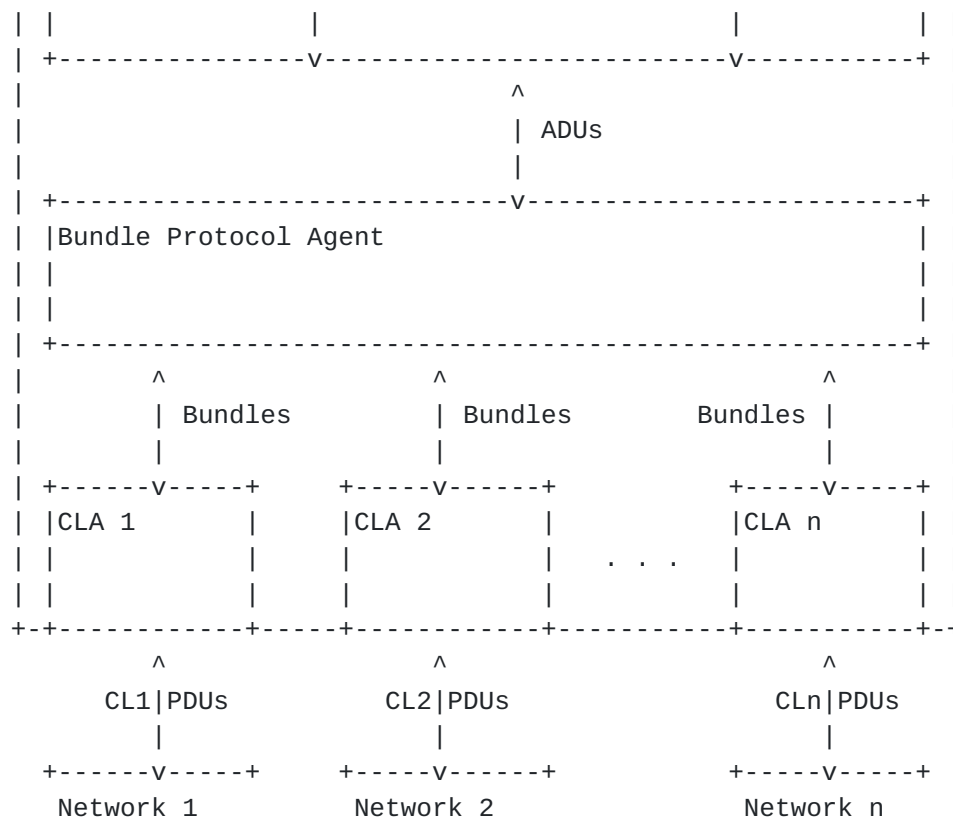 | |                |                          |           |
| +----------------v--------------------------v-----------+
|                               ^
|                               | ADUs
|                               |
| +-----------------------------v-------------------------+
| |Bundle Protocol Agent                                  |
| |                                                       |
| |                                                       |
| +-------------------------------------------------------+
|        ^                 ^                        ^
|        | Bundles         | Bundles        Bundles |
|        |                 |                        |
| +------v-----+     +-----v------+           +-----v-----+
| |CLA 1       |     |CLA 2       |           |CLA n      |
| |            |     |            |   . . .   |           |
| |            |     |            |           |           |
+-+------------+-----+------------+-----------+-----------+-
         ^                 ^                        ^
      CL1|PDUs          CL2|PDUs                 CLn|PDUs
         |                 |                        |
  +------v-----+     +-----v------+           +-----v-----+
   Network 1          Network 2                Network n